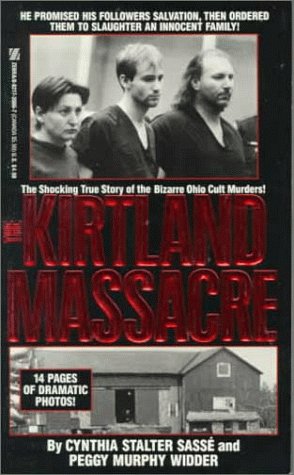 HE PROMISED HIS FOLLOWERS SALVATION, THEN ORDERED
THEM TO SLAUGHTER AN INNOCENT FAMILY!
The Shocking True Story of the Bizarre Ohio Cult Murders!
KIRTLAND
MASSACRE
14 PAGES
OF DRAMATIC
PHOTOS!
By CYNTHIA STALTER SASSÉ and
PEGGY MURPHY WIDDER